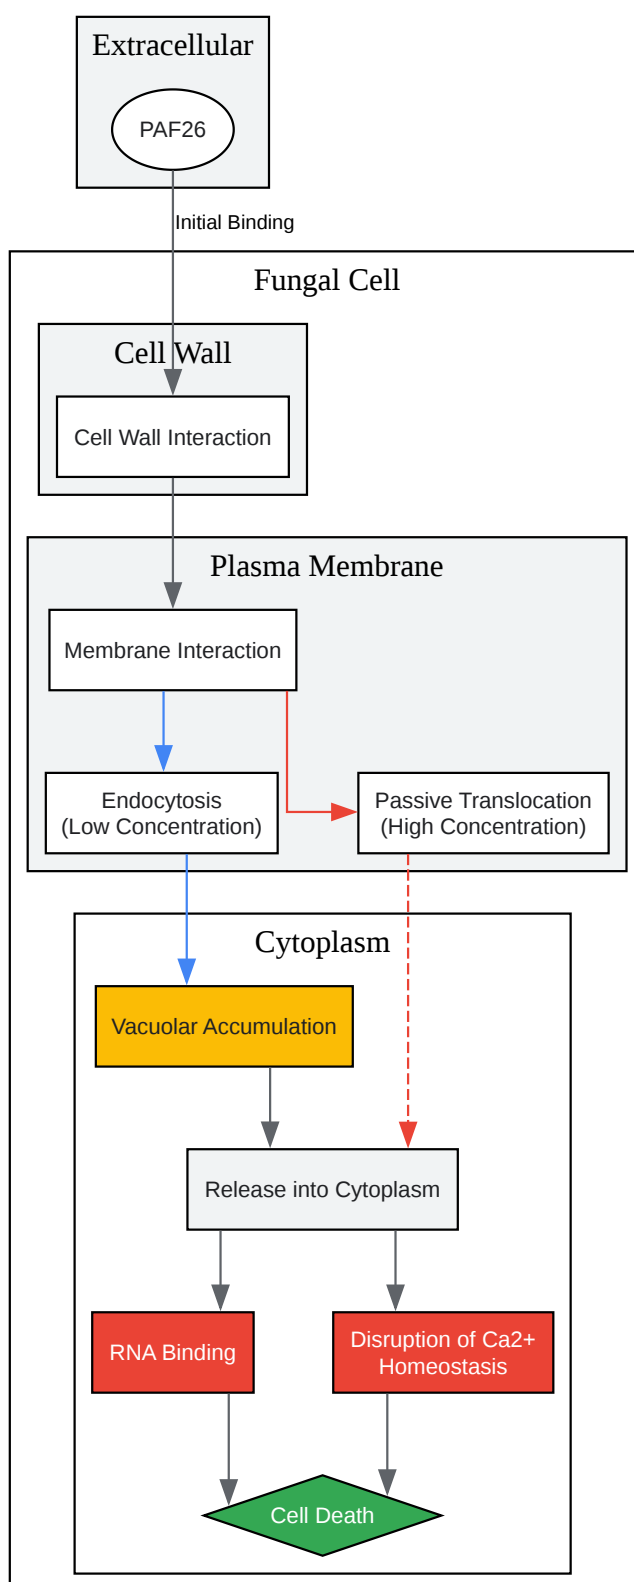 Extracellular
PAF26
Initial Binding
Fungal Cell
Cell Wall
Cell Wall Interaction
Plasma Membrane
Membrane Interaction
Endocytosis
(Low Concentration)
Passive Translocation
(High Concentration)
Cytoplasm
Vacuolar Accumulation
Release into Cytoplasm
RNA Binding
Disruption of Ca2+
Homeostasis
Cell Death